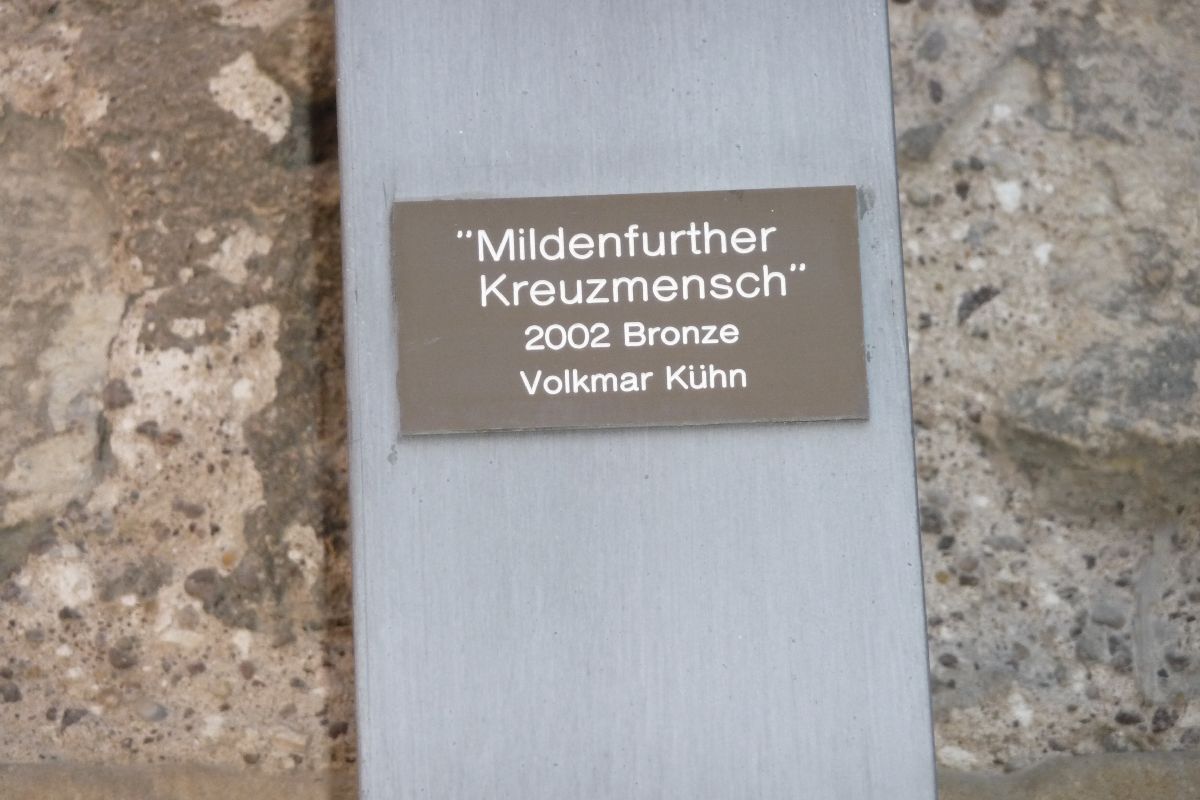 "Mildenfurther
Kreuzmensch"
2002 Bronze
Volkmar Kühn